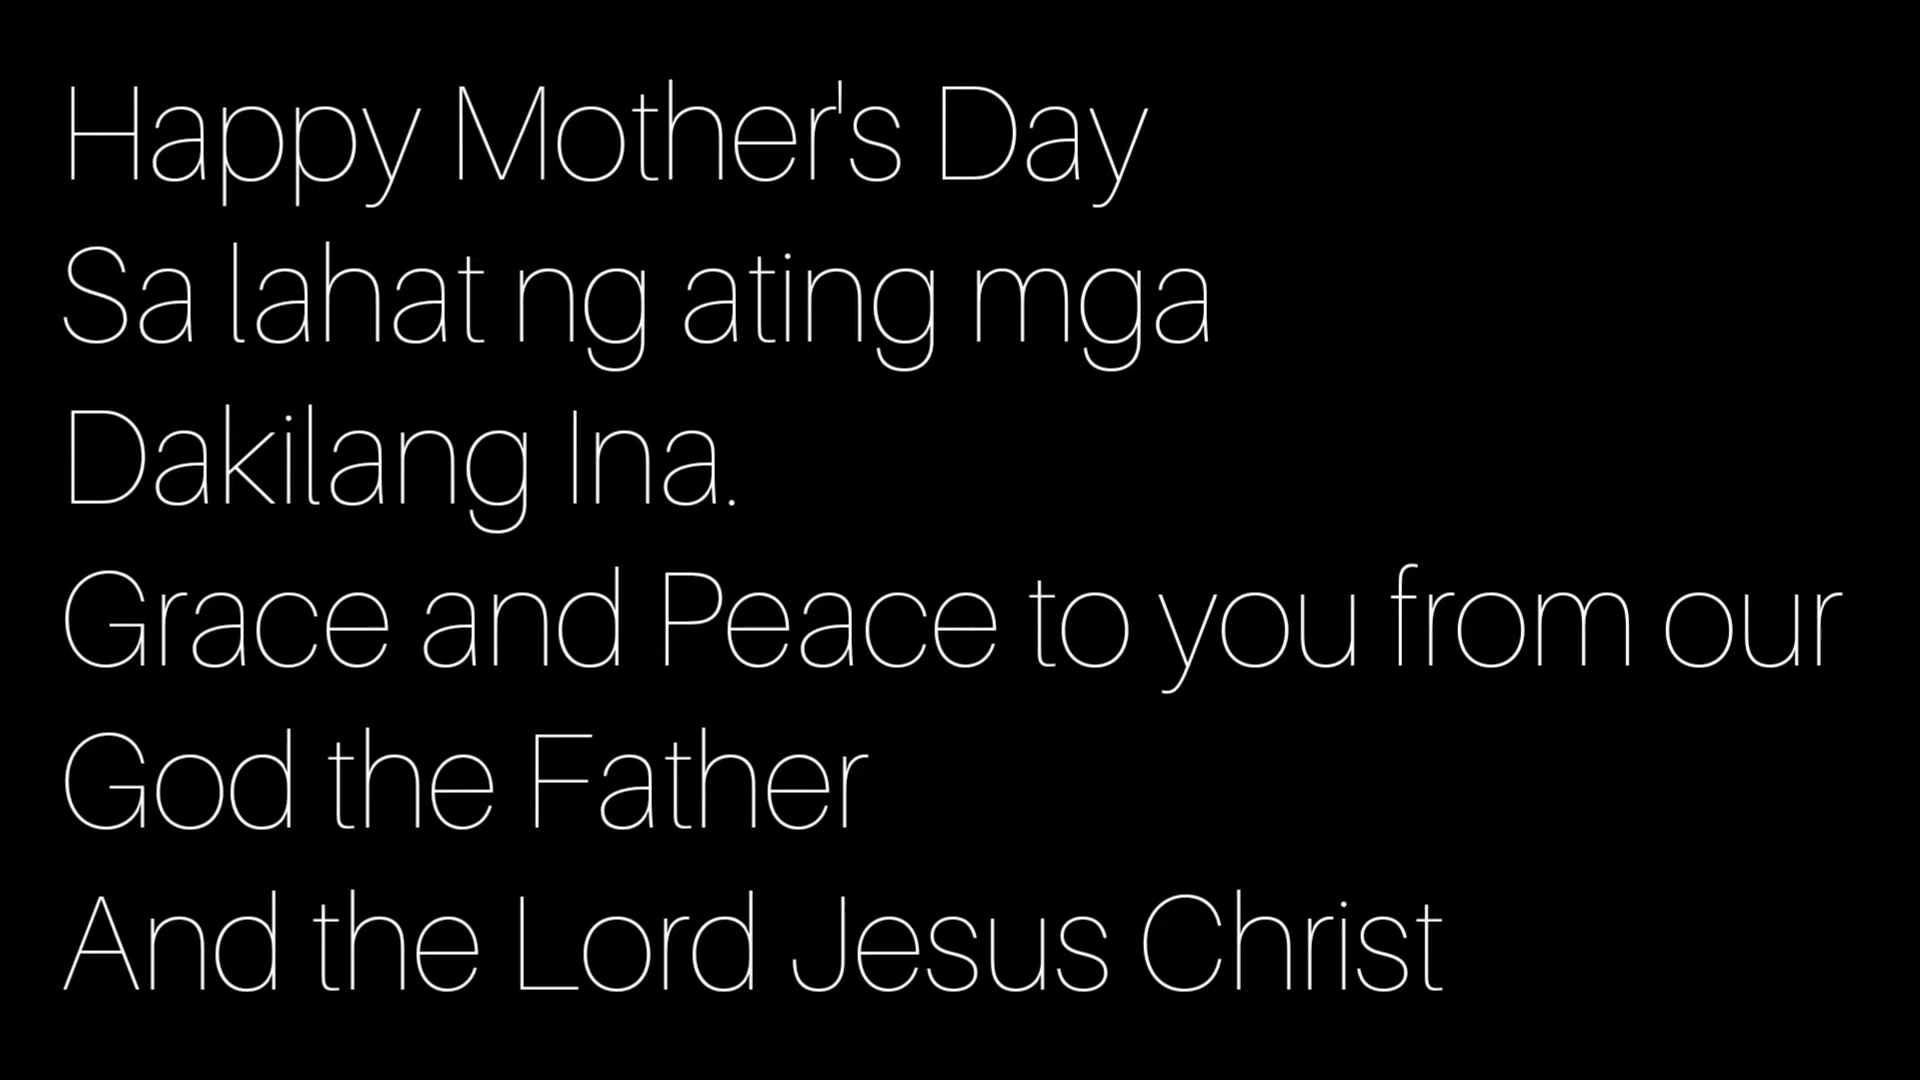 Happy Mother's Day
Sa lahat ng ating mga
Dakilang Ina.
Grace and Peace to you from our
God the Father
And the Lord Jesus Christ